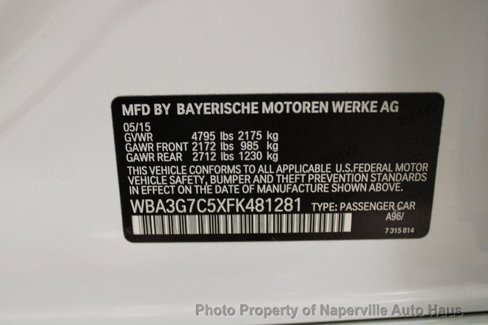 MFD BY BAYERISCHE MOTOREN WERKE AG
05/15
GVWR 4795 lbs 2175 kg
GAWR FRONT 2172 lbs 985 kg
GAWR REAR 2712 lbs 1230 kg
THIS VEHICLE CONFORMS TO ALL APPLICABLE U.S.FEDERAL MOTOR
VEHICLE SAFETY, BUMPER AND THEFT PREVENTION STANDARDS IN
EFFECT ON THE DATE OF MANUFACTURE SHOWN ABOVE.
WBA3G7C5XFK481281 TYPE: PASSENGER CAR
A96/
7 315 814
Photo Property of Naperville Auto Haus